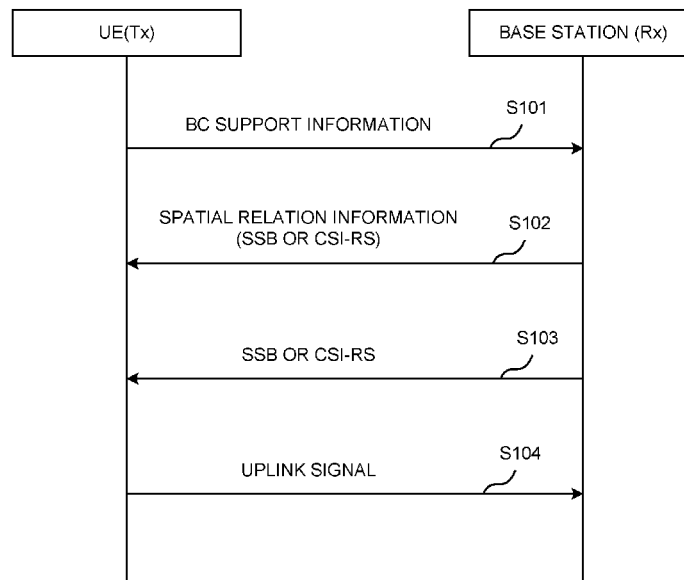 UE(Tx)
BASE STATION (Rx)
S101
BC SUPPORT INFORMATION
SPATIAL RELATION INFORMATION
(SSB OR CSI-RS)
S102
S103
SSB OR CSI-RS
S104
UPLINK SIGNAL